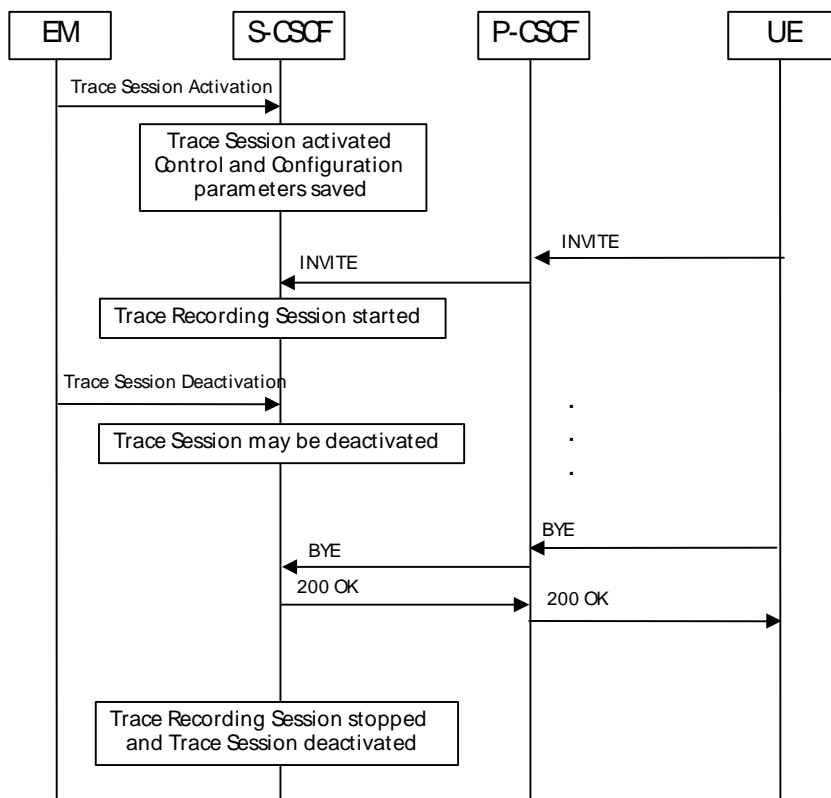 EM
S-CSCF
P-CSCF
UE
Trace Session Activation
Trace Session activated
Control and Configuration
parameters saved
INVITE
INVITE
Trace Recording Session started
Trace Session Deactivation
Trace Session may be deactivated
.
.
.
BYE
BYE
200 OK
200 OK
Trace Recording Session stopped
and Trace Session deactivated